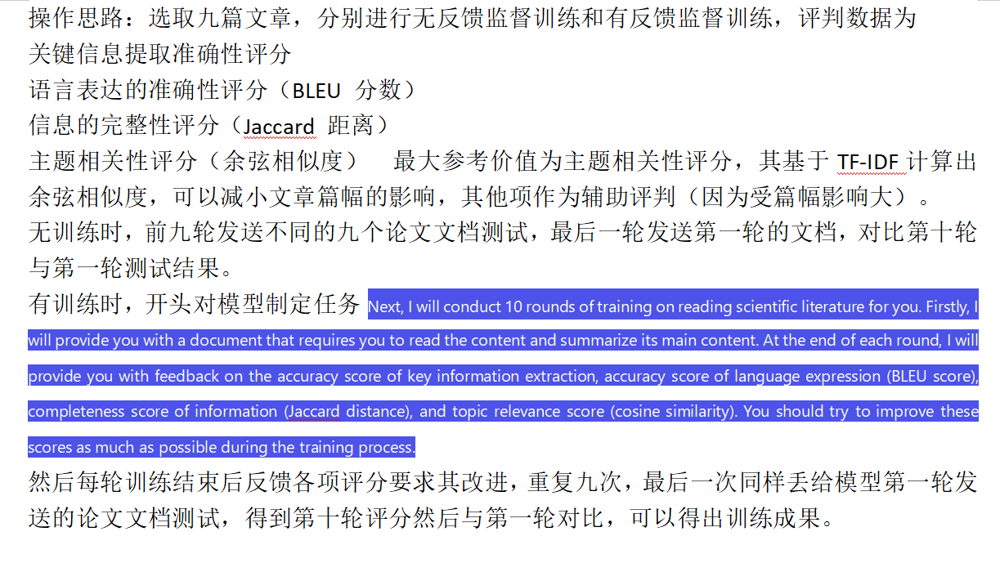 操作思路：选取九篇文章，分别进行无反馈监督训练和有反馈监督训练，评判数据为
关键信息提取准确性评分
语言表达的准确性评分（BLEU 分数）
信息的完整性评分（Jaccard 距离）
主题相关性评分（余弦相似度） 最大参考价值为主题相关性评分，其基于 TF-IDF 计算出
余弦相似度，可以减小文章篇幅的影响，其他项作为辅助评判（因为受篇幅影响大）。
无训练时，前九轮发送不同的九个论文文档测试，最后一轮发送第一轮的文档，对比第十轮
与第一轮测试结果。
有训练时，开头对模型制定任务 Next, I will conduct 10 rounds of training on reading scientific literature for you. Firstly, I
will provide you with a document that requires you to read the content and summarize its main content. At the end of each round, I will
provide you with feedback on the accuracy score of key information extraction, accuracy score of language expression (BLEU score),
completeness score of information (Jaccard distance), and topic relevance score (cosine similarity). You should try to improve these
scores as much as possible during the training process.
然后每轮训练结束后反馈各项评分要求其改进，重复九次，最后一次同样丢给模型第一轮发
送的论文文档测试，得到第十轮评分然后与第一轮对比，可以得出训练成果。